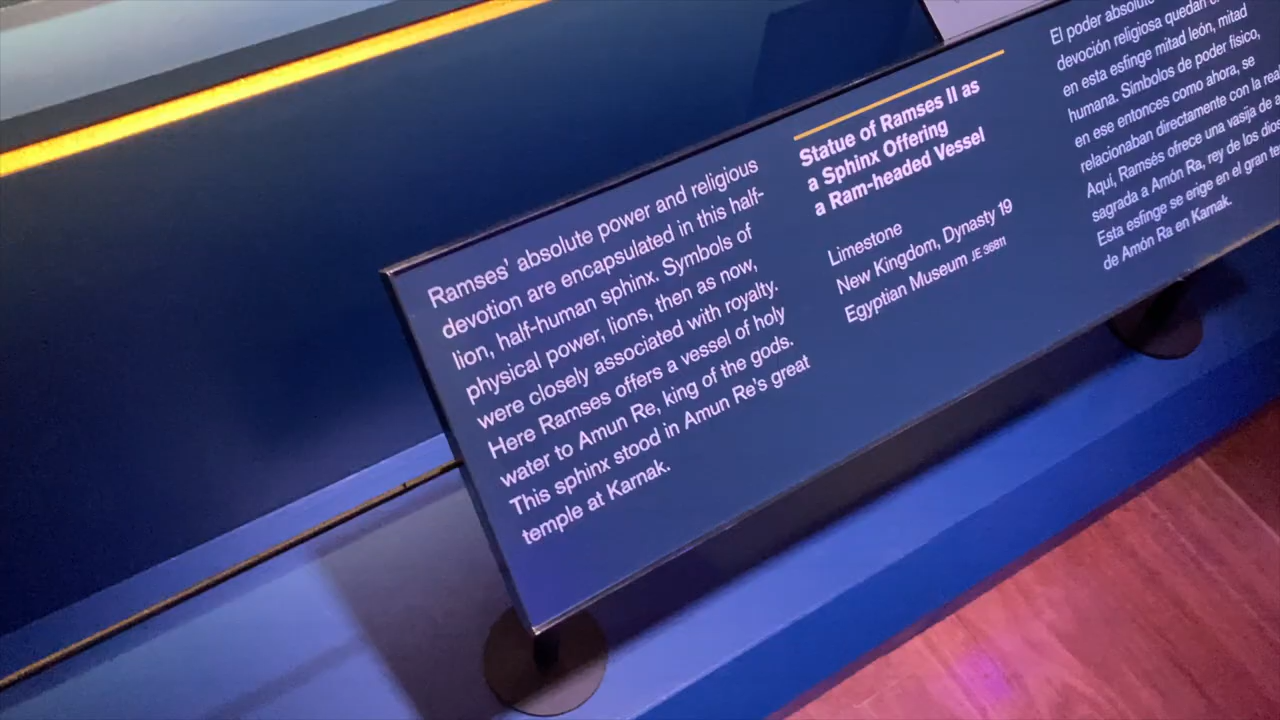 Ramses' absolute power and religious
devotion are encapsulated in this half-
lion, half-human sphinx. Symbols of
physical power, lions, then as now,
were closely associated with royalty.
Here Ramses offers a vessel of holy
water to Amun Re, king of the gods.
This sphinx stood in Amun Re's great
temple at Karnak.
Statue of Ramses II as
a Sphinx Offering
a Ram-headed Vessel
Limestone
New Kingdom, Dynasty 19
Egyptian Museum JE 36811
El poder absoluto
devoción religiosa quedan
en esta esfinge mitad león, mitad
humana. Símbolos de poder físico,
en ese entonces como ahora, se
relacionaban directamente con la
Aquí, Ramsés ofrece una vasija de
sagrada a Amón Ra, rey de los
Esta esfinge se erige en el gran
de Amón Ra en Karnak.